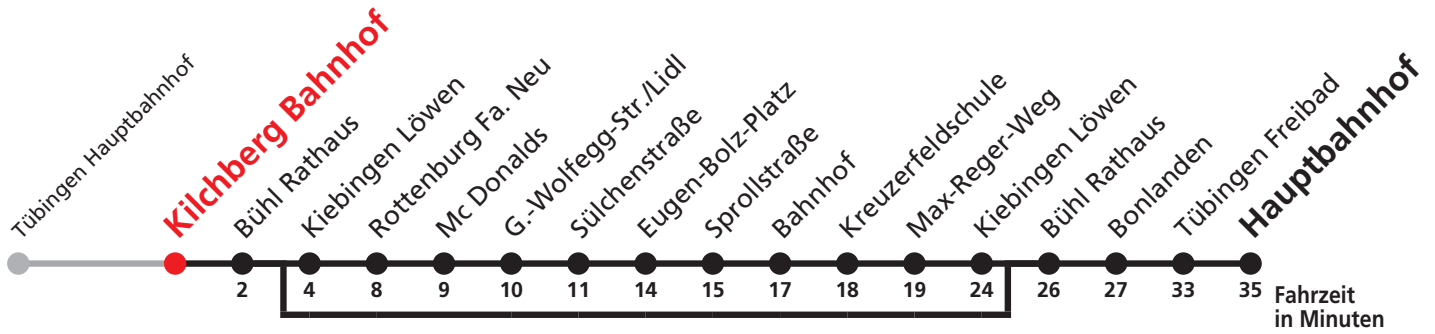 Tübingen Hauptbahnhof
Kilchberg Bahnhof
Bühl Rathaus
Kiebingen Löwen
Rottenburg Fa. Neu
Mc Donalds
G.-Wolfegg-Str./Lidl
Sülchenstraße
Eugen-Bolz-Platz
Sprollstraße
Bahnhof
Kreuzerfeldschule
Max-Reger-Weg
Kiebingen Löwen
Bühl Rathaus
Bonlanden
Tübingen Freibad
Hauptbahnhof
2 4 8 9 10 11 14 15 17 18 19 24 26 27 33 35
Fahrzeit
in Minuten